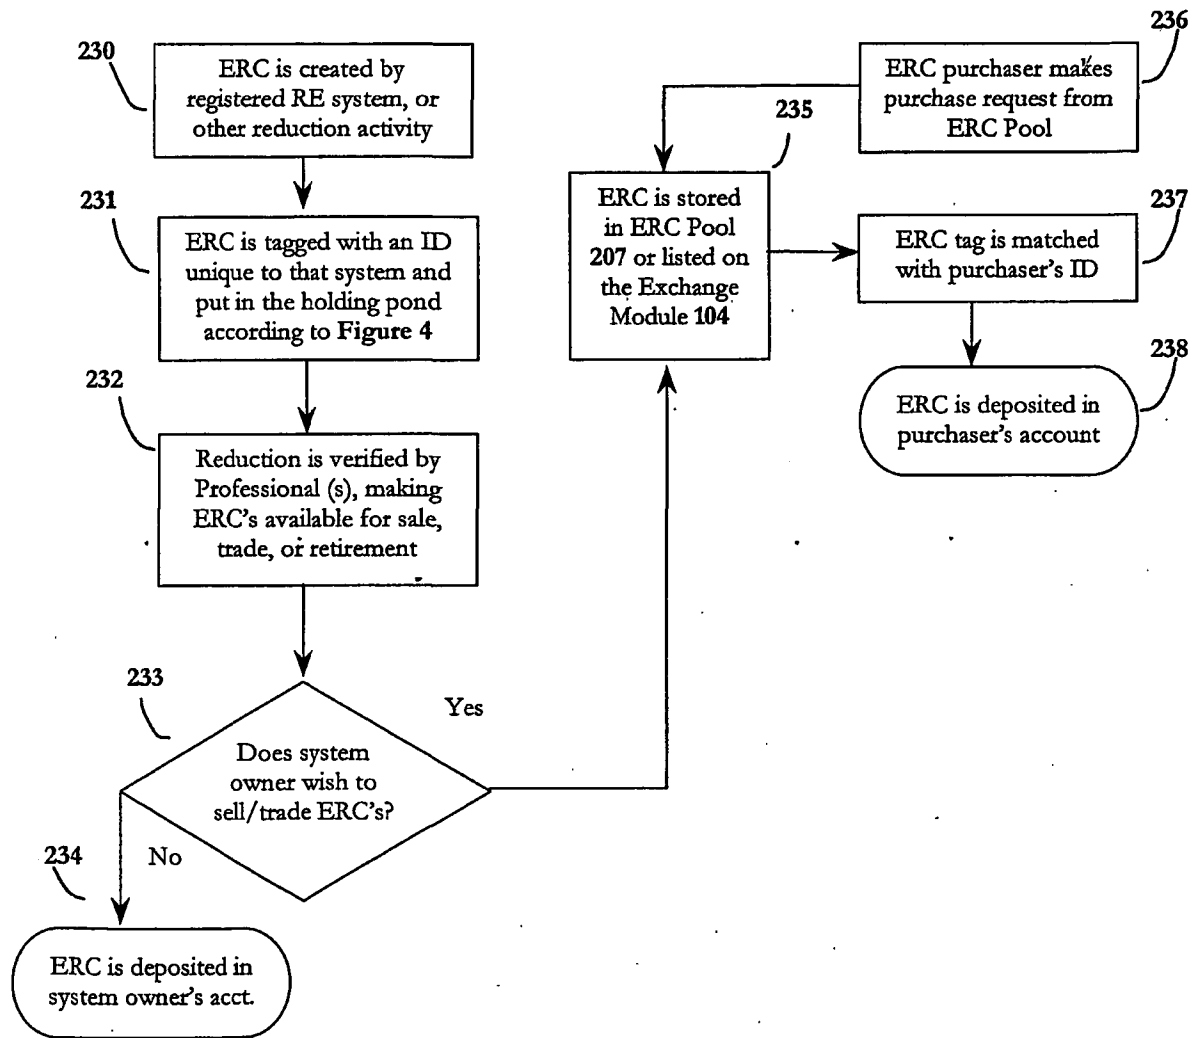 230
ERC is created by
registered RE system, or
other reduction activity
231
ERC is tagged with an ID
unique to that system and
put in the holding pond
according to Figure 4
232
Reduction is verified by
Professional (s), making
ERC's available for sale,
trade, or retirement
233
Does system
owner wish to
sell/trade ERC's?
Yes
No
234
ERC is deposited in
system owner's acct.
235
ERC is stored
in ERC Pool
207 or listed on
the Exchange
Module 104
236
ERC purchaser makes
purchase request from
ERC Pool
237
ERC tag is matched
with purchaser's ID
238
ERC is deposited in
purchaser's account